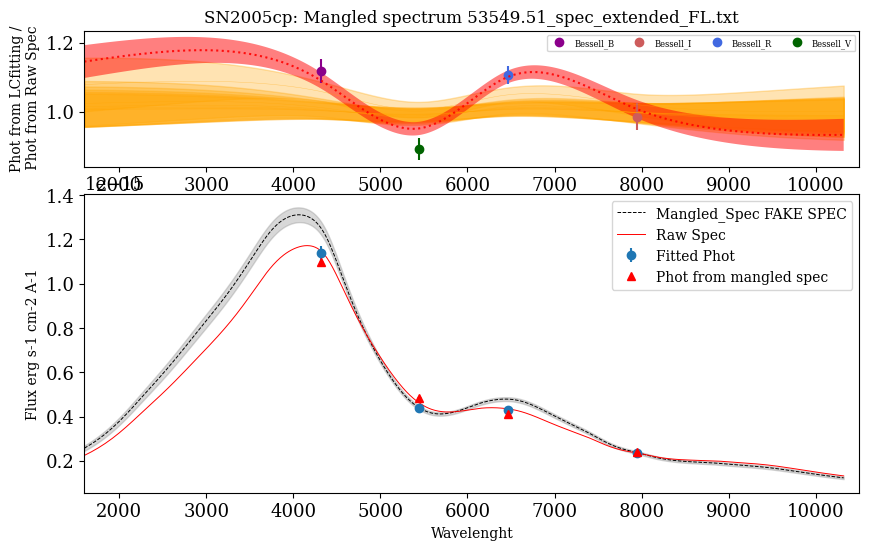 SN2005cp: Mangled spectrum 53549.51_spec_extended_FL.txt
Phot from LCfitting /
Phot from Raw Spec
1.2
1.0
Bessell_B
Bessell_I
Bessell_R
Bessell_V
2000 3000 4000 5000 6000 7000 8000 9000 10000
1e−15
Flux erg s-1 cm-2 A-1
1.4
1.2
1.0
0.8
0.6
0.4
0.2
Mangled_Spec FAKE SPEC
Raw Spec
Fitted Phot
Phot from mangled spec
2000 3000 4000 5000 6000 7000 8000 9000 10000
Wavelenght